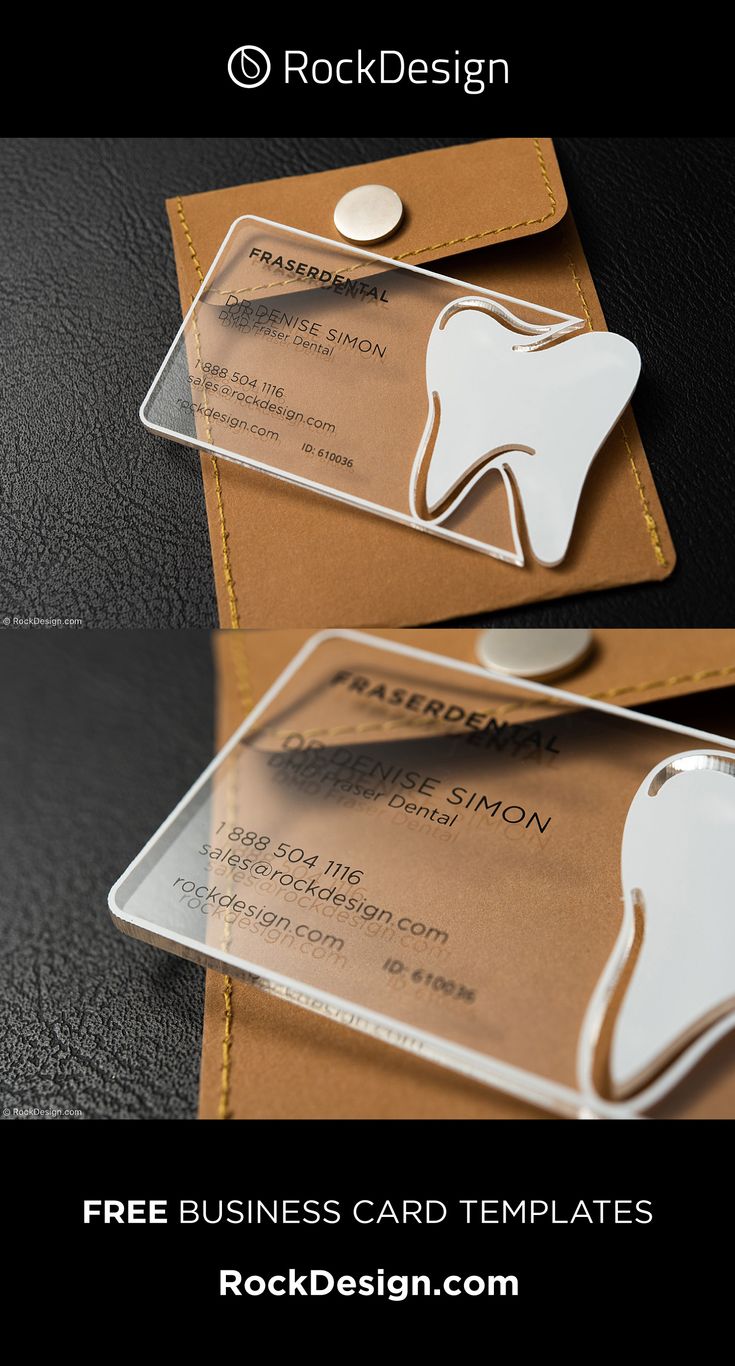 RockDesign
FRASERDENTAL
DR DENISE SIMON
DMD Fraser Dental
1 888 504 1116
sales@rockdesign.com
rockdesign.com
ID: 610036
© RockDesign.com
FRASERDENTAL
DR DENISE SIMON
DMD Fraser Dental
1 888 504 1116
sales@rockdesign.com
rockdesign.com
ID: 610036
© RockDesign.com
FREE BUSINESS CARD TEMPLATES
RockDesign.com